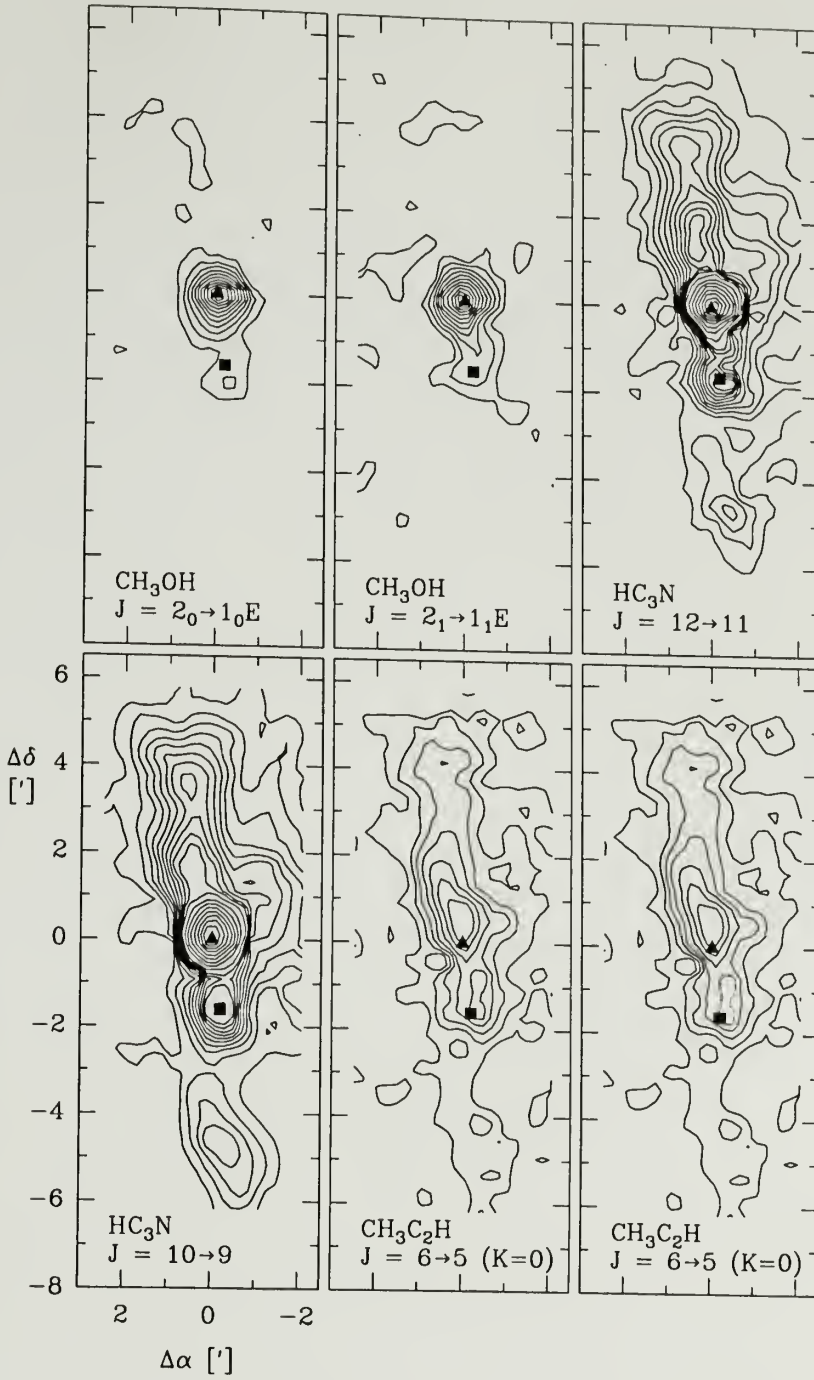 CH₃OH
J = 2₀→1₀E
CH₃OH
J = 2₁→1₁E
HC₃N
J = 12→11
6
4
2
0
−2
−4
−6
−8
Δδ
[′]
HC₃N
J = 10→9
CH₃C₂H
J = 6→5 (K=0)
CH₃C₂H
J = 6→5 (K=0)
2 0 −2
Δα [′]